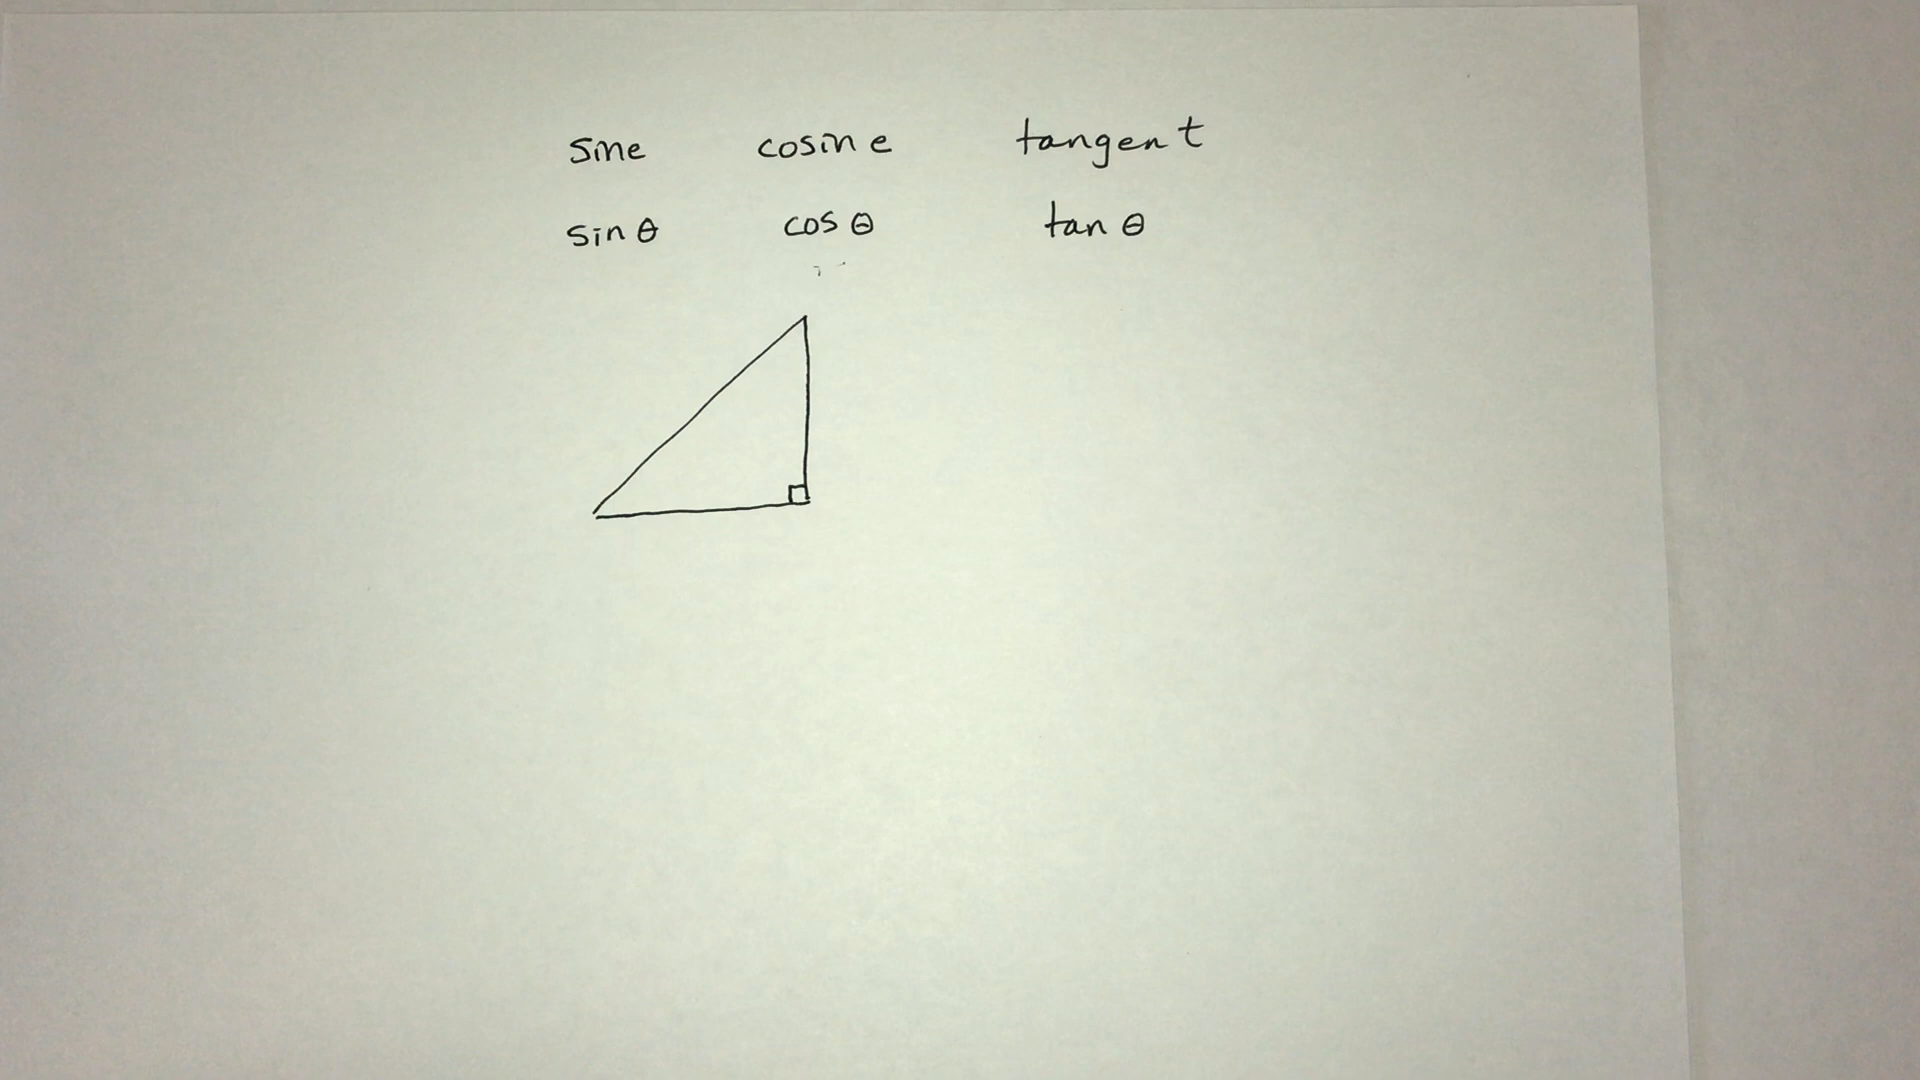 sine cosine tangent
sin θ cos θ tan θ